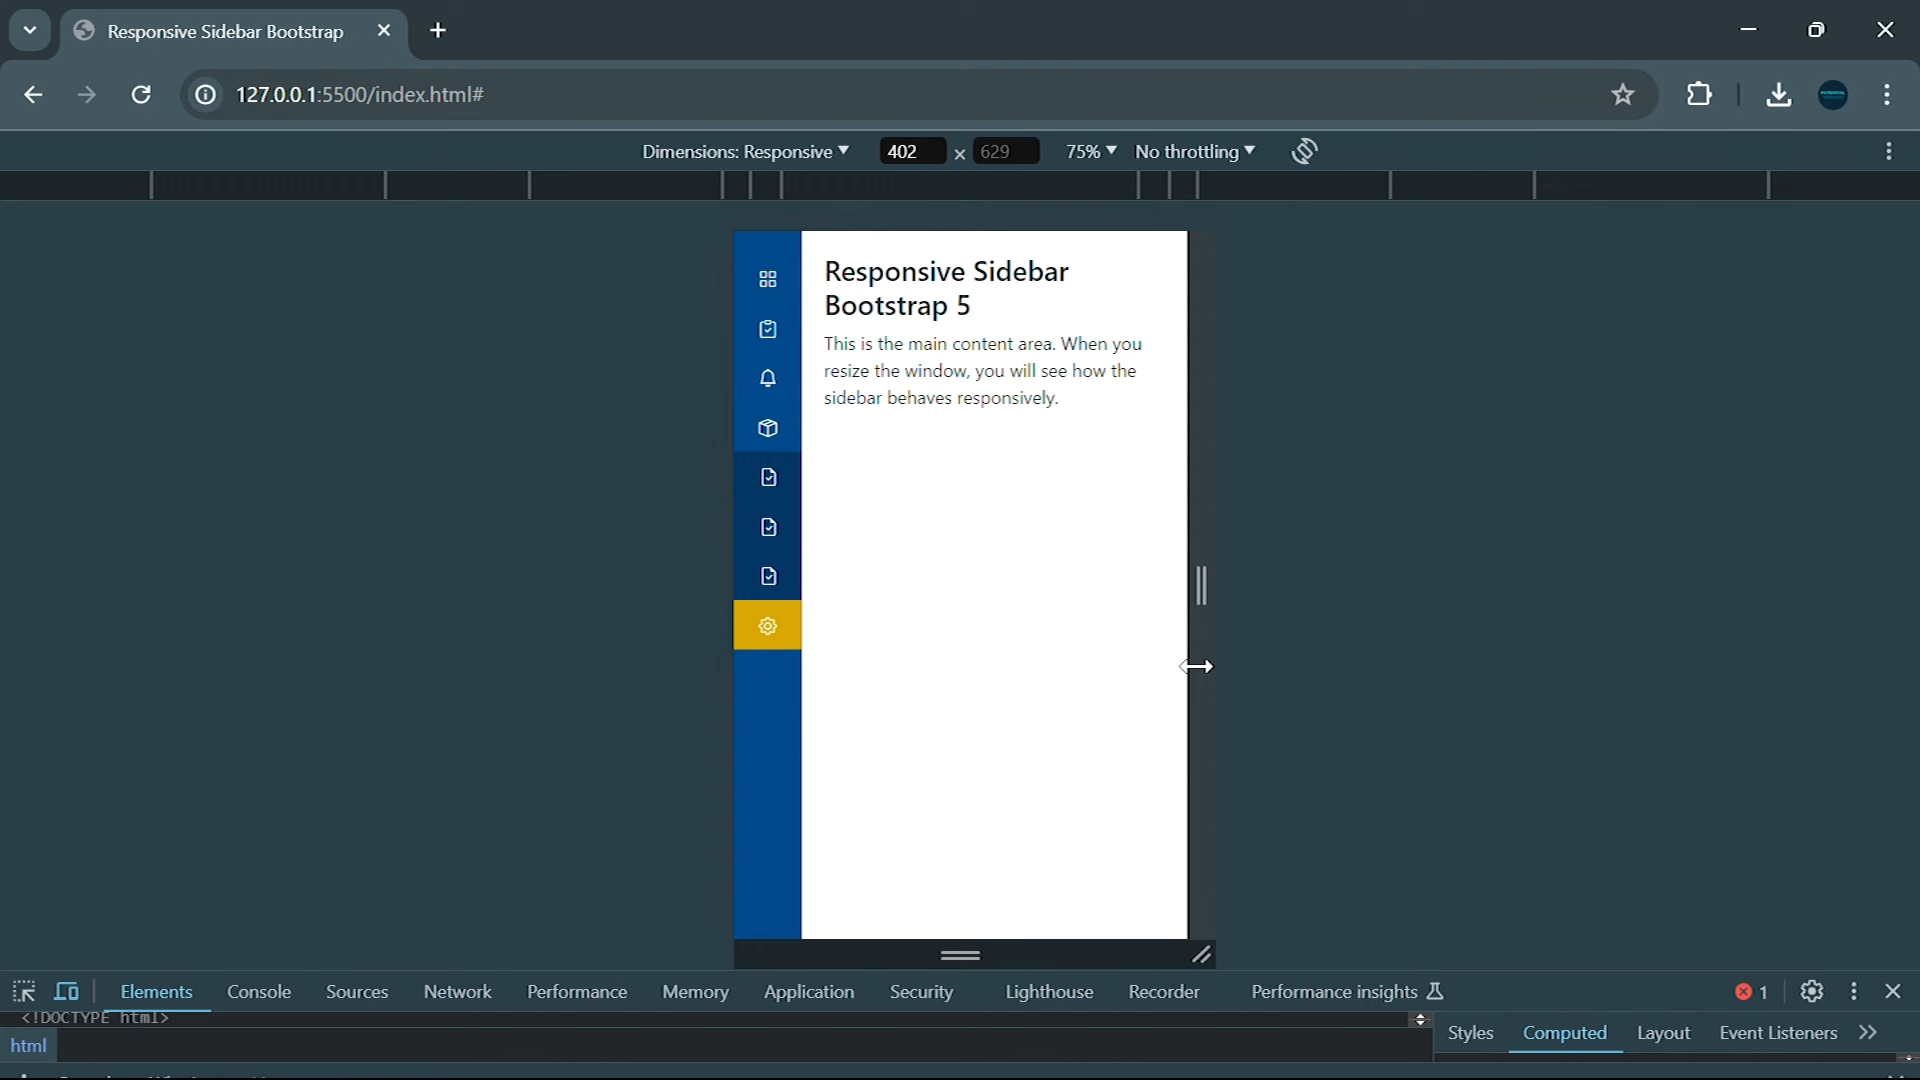 Responsive Sidebar Bootstrap
127.0.0.1:5500/index.html#
Dimensions: Responsive 402 x 629 75% No throttling
Responsive Sidebar
Bootstrap 5
This is the main content area. When you
resize the window, you will see how the
sidebar behaves responsively.
Elements Console Sources Network Performance Memory Application Security Lighthouse Recorder Performance insights 1
<!DOCTYPE html>
Styles Computed Layout Event Listeners
html